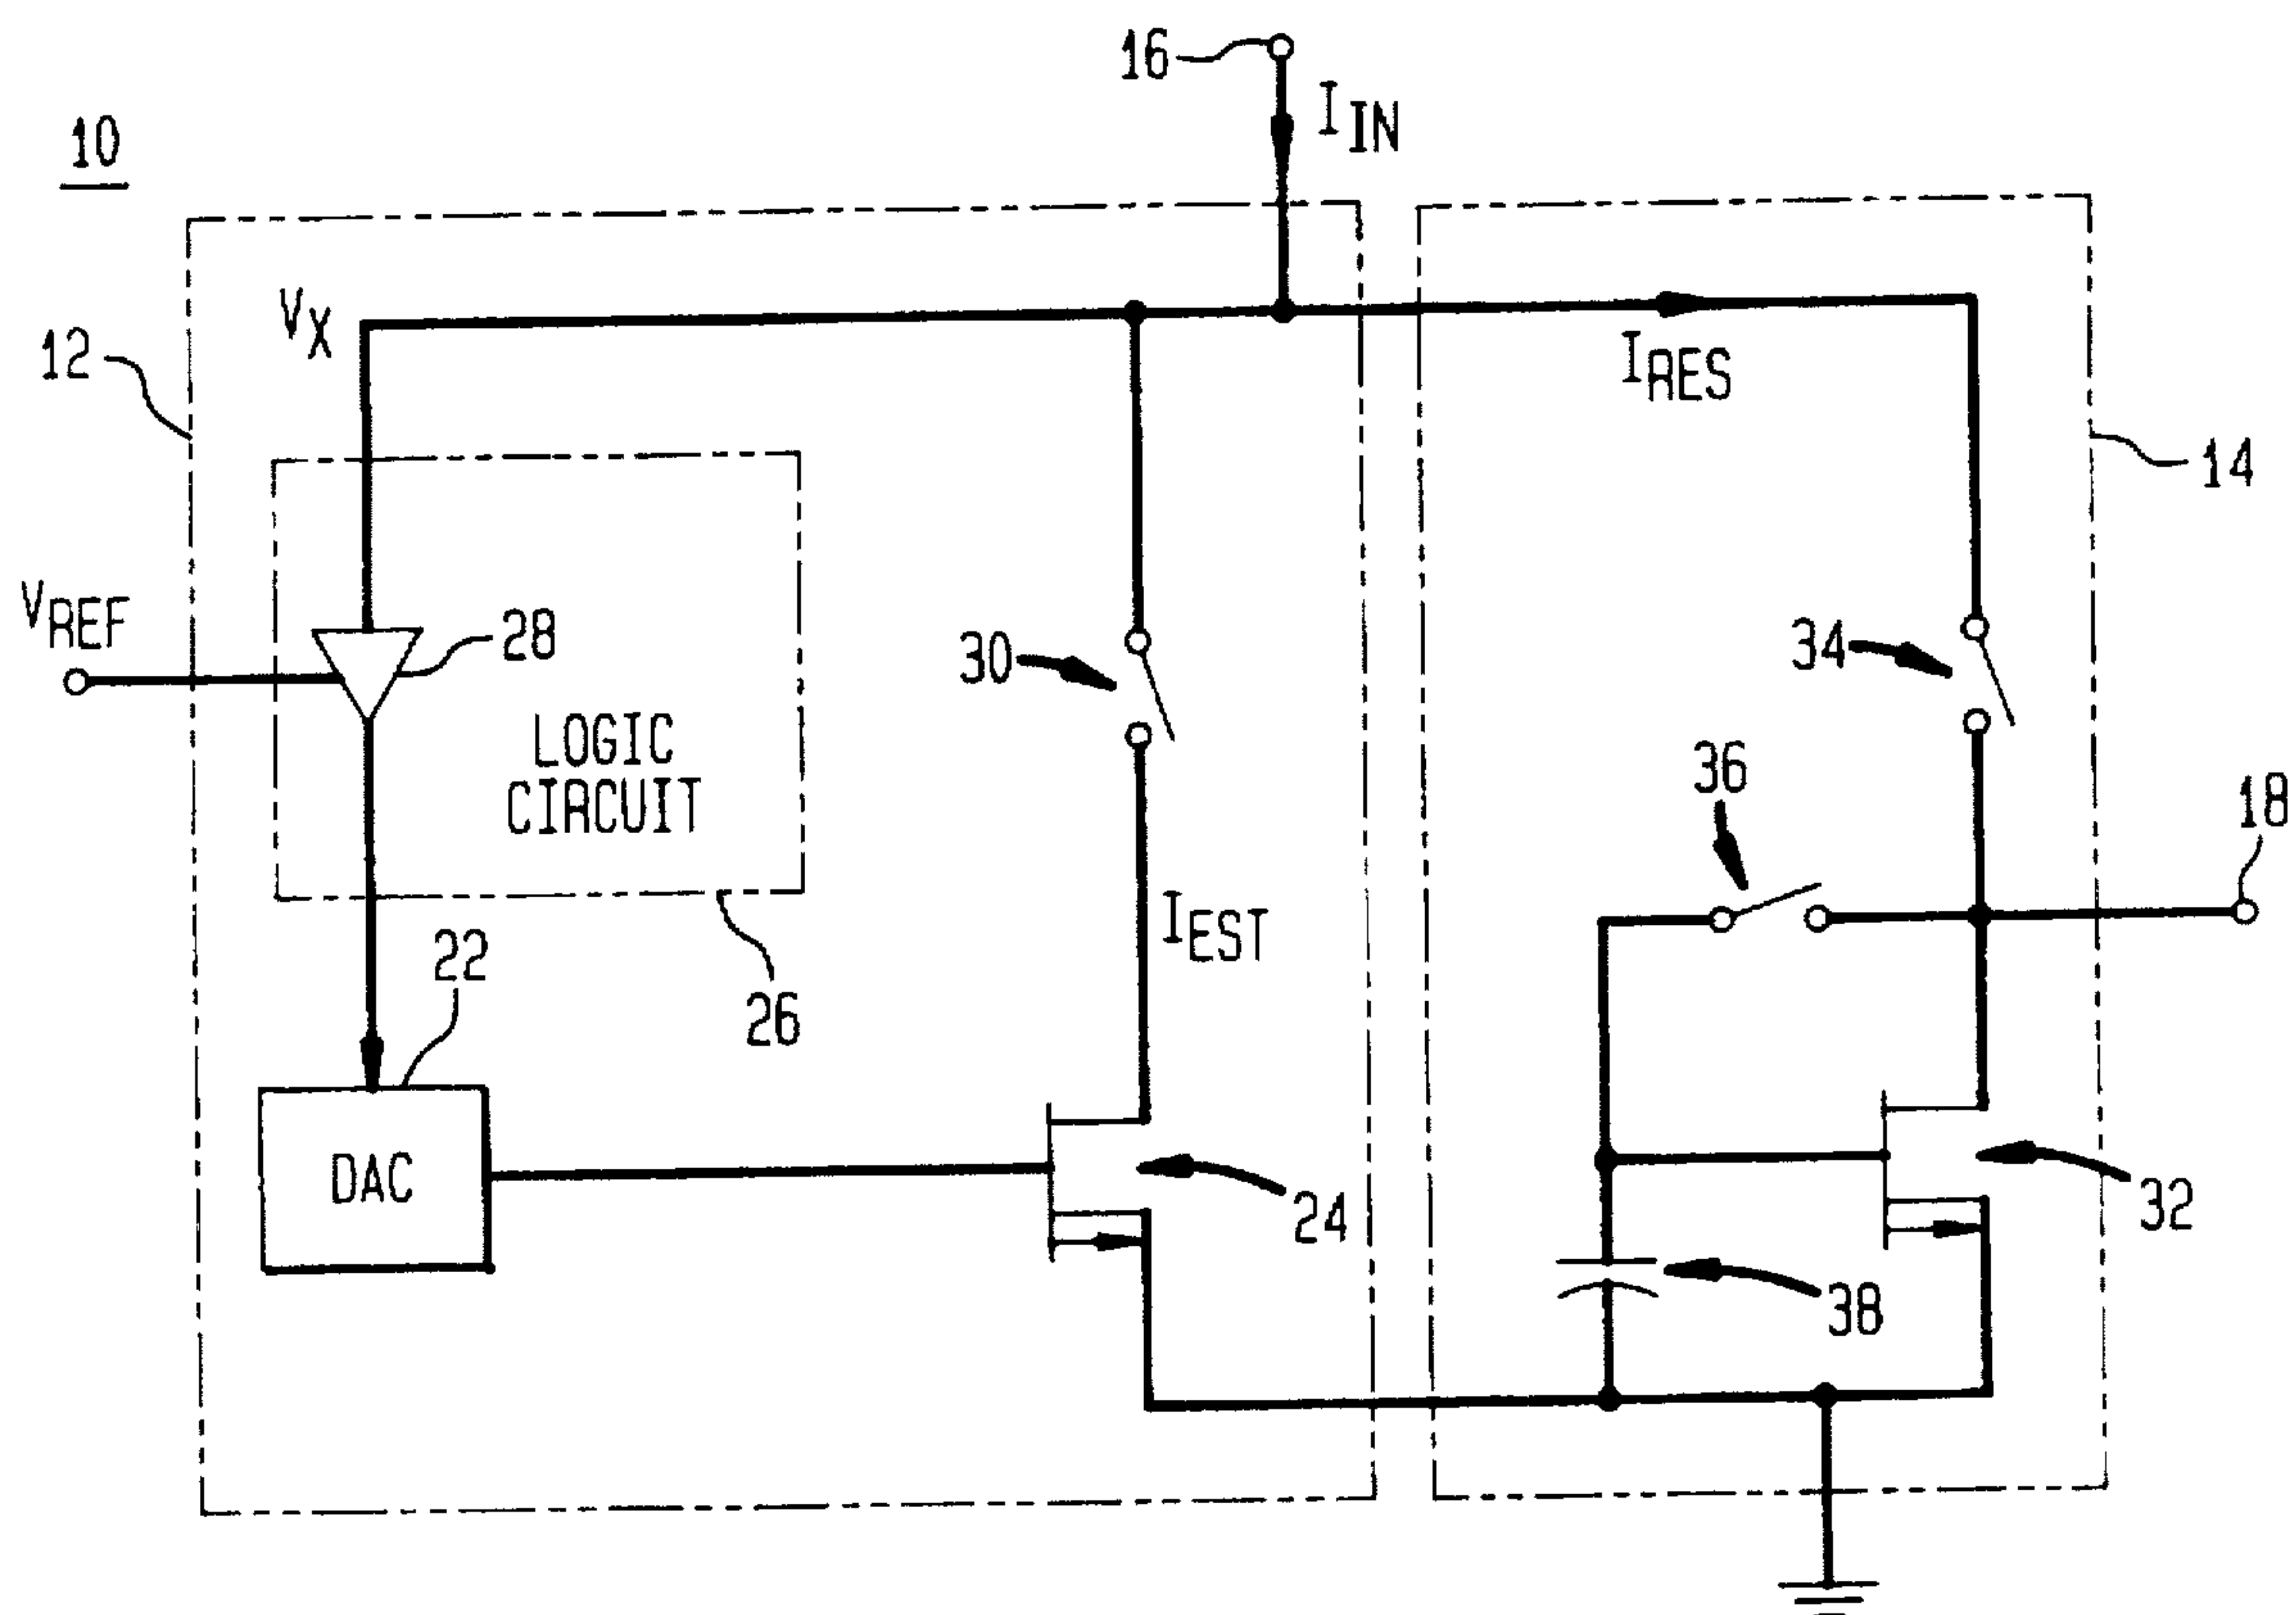 16
I_IN
10
V_X
12
I_RES
14
V_REF
28
30
34
LOGIC
CIRCUIT
36
18
I_EST
22
26
DAC
24
32
38